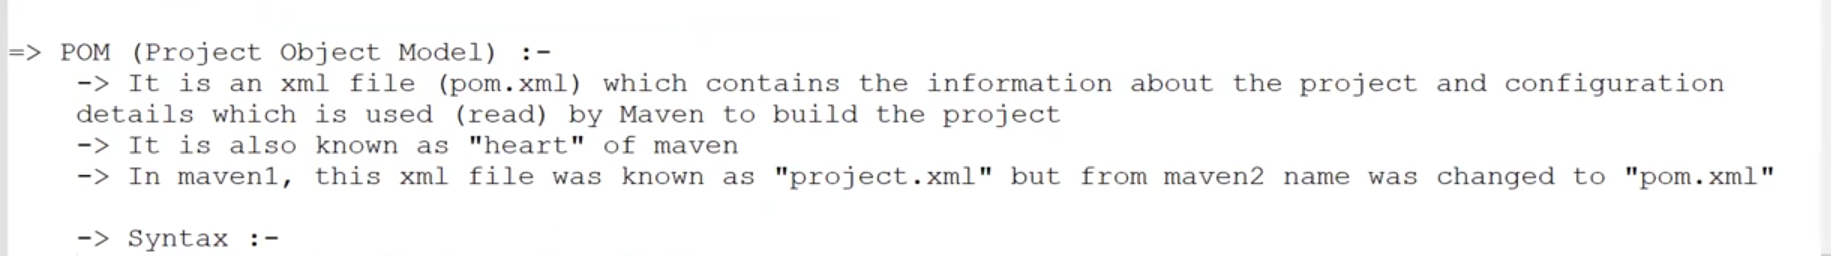 => POM (Project Object Model) :-
-> It is an xml file (pom.xml) which contains the information about the project and configuration
details which is used (read) by Maven to build the project
-> It is also known as "heart" of maven
-> In maven1, this xml file was known as "project.xml" but from maven2 name was changed to "pom.xml"
-> Syntax :-